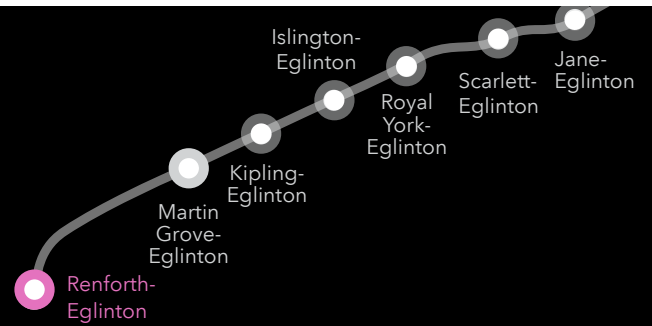 Islington-
Eglinton
Jane-
Eglinton
Scarlett-
Eglinton
Royal
York-
Eglinton
Kipling-
Eglinton
Martin
Grove-
Eglinton
Renforth-
Eglinton